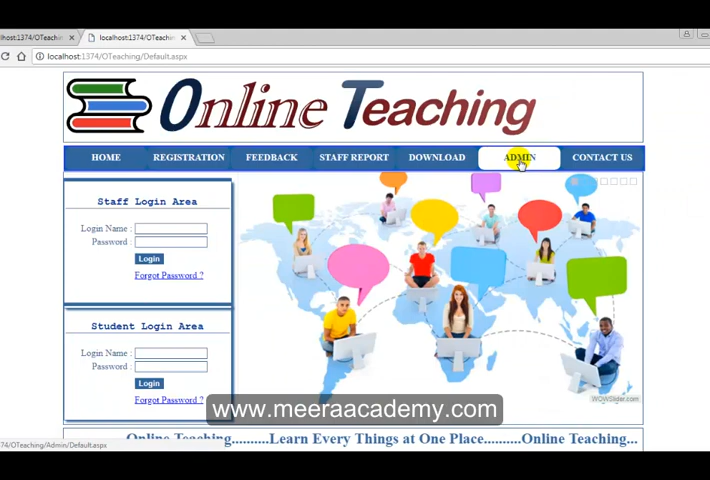 lhost:1374/OTeachin
localhost:1374/OTeachin
localhost:1374/OTeaching/Default.aspx
Online Teaching
HOME REGISTRATION FEEDBACK STAFF REPORT DOWNLOAD ADMIN CONTACT US
Staff Login Area
Login Name :
Password :
Login
Forgot Password ?
Student Login Area
Login Name :
Password :
Login
Forgot Password ?
WOWSlider.com
www.meeraacademy.com
Online Teaching.........Learn Every Things at One Place.........Online Teaching...
74/OTeaching/Admin/Default.aspx